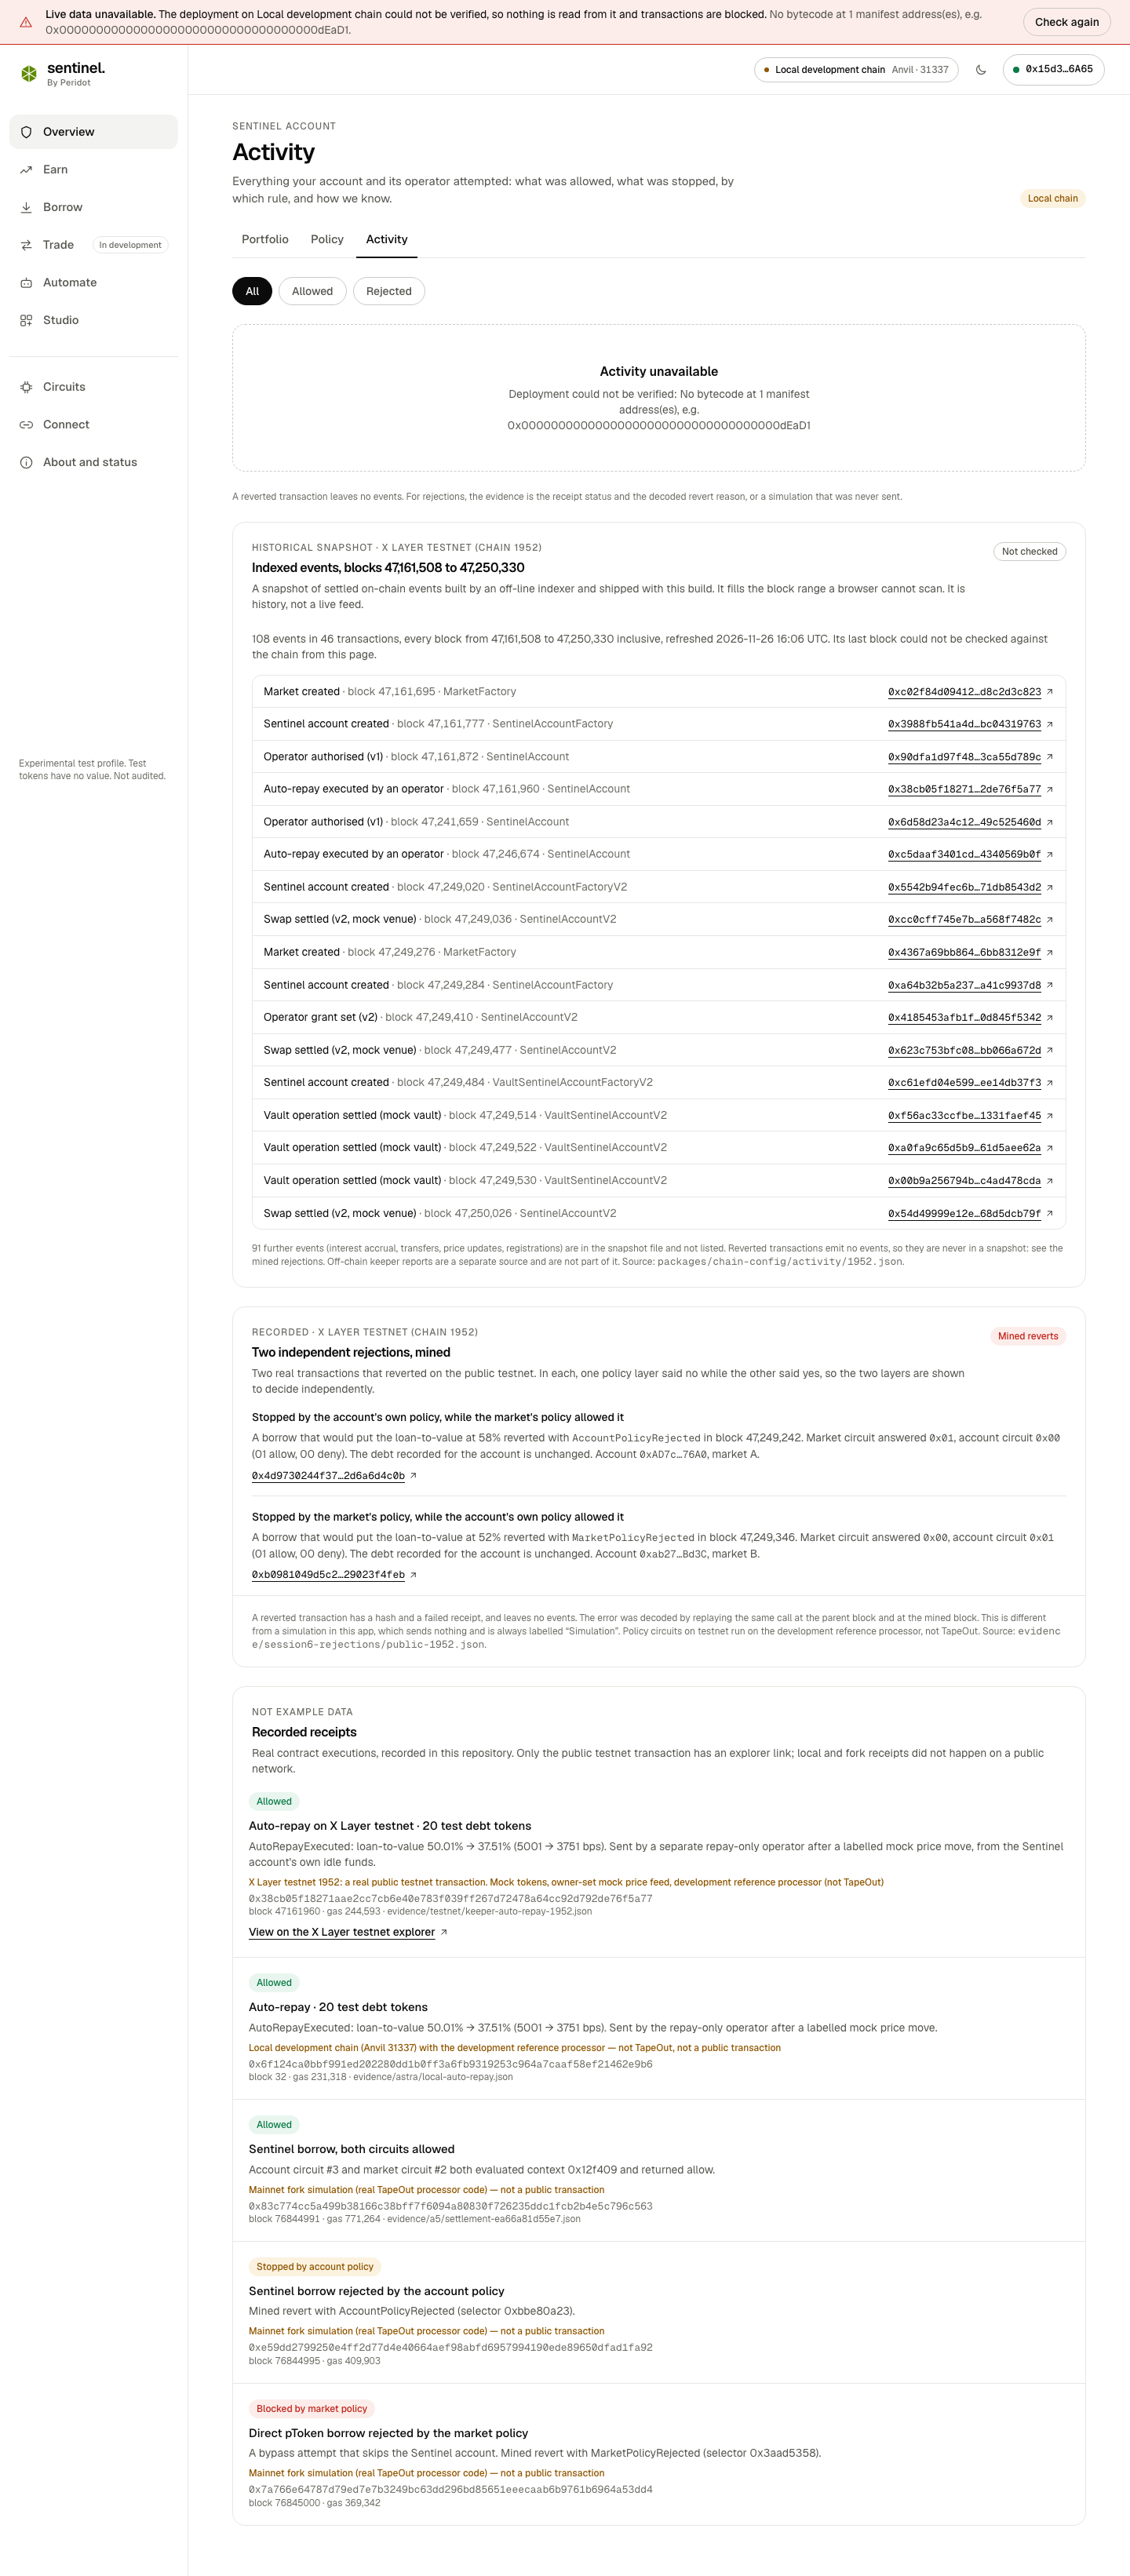 Live data unavailable. The deployment on Local development chain could not be verified, so nothing is read from it and transactions are blocked. No bytecode at 1 manifest address(es), e.g.
0x000000000000000000000000000000000000dEaD1.
Check again
sentinel.
By Peridot
Local development chain Anvil · 31337
0x15d3…6A65
Overview
Earn
Borrow
Trade
In development
Automate
Studio
Circuits
Connect
About and status
Experimental test profile. Test
tokens have no value. Not audited.
SENTINEL ACCOUNT
Activity
Everything your account and its operator attempted: what was allowed, what was stopped, by
which rule, and how we know.
Local chain
Portfolio
Policy
Activity
All
Allowed
Rejected
Activity unavailable
Deployment could not be verified: No bytecode at 1 manifest
address(es), e.g.
0x000000000000000000000000000000000000dEaD1
A reverted transaction leaves no events. For rejections, the evidence is the receipt status and the decoded revert reason, or a simulation that was never sent.
HISTORICAL SNAPSHOT · X LAYER TESTNET (CHAIN 1952)
Not checked
Indexed events, blocks 47,161,508 to 47,250,330
A snapshot of settled on-chain events built by an off-line indexer and shipped with this build. It fills the block range a browser cannot scan. It is
history, not a live feed.
108 events in 46 transactions, every block from 47,161,508 to 47,250,330 inclusive, refreshed 2026-11-26 16:06 UTC. Its last block could not be checked against
the chain from this page.
Market created · block 47,161,695 · MarketFactory 0xc02f84d09412…d8c2d3c823
Sentinel account created · block 47,161,777 · SentinelAccountFactory 0x3988fb541a4d…bc04319763
Operator authorised (v1) · block 47,161,872 · SentinelAccount 0x90dfa1d97f48…3ca55d789c
Auto-repay executed by an operator · block 47,161,960 · SentinelAccount 0x38cb05f18271…2de76f5a77
Operator authorised (v1) · block 47,241,659 · SentinelAccount 0x6d58d23a4c12…49c525460d
Auto-repay executed by an operator · block 47,246,674 · SentinelAccount 0xc5daaf3401cd…4340569b0f
Sentinel account created · block 47,249,020 · SentinelAccountFactoryV2 0x5542b94fec6b…71db8543d2
Swap settled (v2, mock venue) · block 47,249,036 · SentinelAccountV2 0xcc0cff745e7b…a568f7482c
Market created · block 47,249,276 · MarketFactory 0x4367a69bb864…6bb8312e9f
Sentinel account created · block 47,249,284 · SentinelAccountFactory 0xa64b32b5a237…a41c9937d8
Operator grant set (v2) · block 47,249,410 · SentinelAccountV2 0x4185453afb1f…0d845f5342
Swap settled (v2, mock venue) · block 47,249,477 · SentinelAccountV2 0x623c753bfc08…bb066a672d
Sentinel account created · block 47,249,484 · VaultSentinelAccountFactoryV2 0xc61efd04e599…ee14db37f3
Vault operation settled (mock vault) · block 47,249,514 · VaultSentinelAccountV2 0xf56ac33ccfbe…1331faef45
Vault operation settled (mock vault) · block 47,249,522 · VaultSentinelAccountV2 0xa0fa9c65d5b9…61d5aee62a
Vault operation settled (mock vault) · block 47,249,530 · VaultSentinelAccountV2 0x00b9a256794b…c4ad478cda
Swap settled (v2, mock venue) · block 47,250,026 · SentinelAccountV2 0x54d49999e12e…68d5dcb79f
91 further events (interest accrual, transfers, price updates, registrations) are in the snapshot file and not listed. Reverted transactions emit no events, so they are never in a snapshot: see the
mined rejections. Off-chain keeper reports are a separate source and are not part of it. Source: packages/chain-config/activity/1952.json.
RECORDED · X LAYER TESTNET (CHAIN 1952)
Mined reverts
Two independent rejections, mined
Two real transactions that reverted on the public testnet. In each, one policy layer said no while the other said yes, so the two layers are shown
to decide independently.
Stopped by the account's own policy, while the market's policy allowed it
A borrow that would put the loan-to-value at 58% reverted with AccountPolicyRejected in block 47,249,242. Market circuit answered 0x01, account circuit 0x00
(01 allow, 00 deny). The debt recorded for the account is unchanged. Account 0xAD7c…76A0, market A.
0x4d9730244f37…2d6a6d4c0b
Stopped by the market's policy, while the account's own policy allowed it
A borrow that would put the loan-to-value at 52% reverted with MarketPolicyRejected in block 47,249,346. Market circuit answered 0x00, account circuit 0x01
(01 allow, 00 deny). The debt recorded for the account is unchanged. Account 0xab27…Bd3C, market B.
0xb0981049d5c2…29023f4feb
A reverted transaction has a hash and a failed receipt, and leaves no events. The error was decoded by replaying the same call at the parent block and at the mined block. This is different
from a simulation in this app, which sends nothing and is always labelled “Simulation”. Policy circuits on testnet run on the development reference processor, not TapeOut. Source: evidenc
e/session6-rejections/public-1952.json.
NOT EXAMPLE DATA
Recorded receipts
Real contract executions, recorded in this repository. Only the public testnet transaction has an explorer link; local and fork receipts did not happen on a public
network.
Allowed
Auto-repay on X Layer testnet · 20 test debt tokens
AutoRepayExecuted: loan-to-value 50.01% → 37.51% (5001 → 3751 bps). Sent by a separate repay-only operator after a labelled mock price move, from the Sentinel
account's own idle funds.
X Layer testnet 1952: a real public testnet transaction. Mock tokens, owner-set mock price feed, development reference processor (not TapeOut)
0x38cb05f18271aae2cc7cb6e40e783f039ff267d72478a64cc92d792de76f5a77
block 47161960 · gas 244,593 · evidence/testnet/keeper-auto-repay-1952.json
View on the X Layer testnet explorer
Allowed
Auto-repay · 20 test debt tokens
AutoRepayExecuted: loan-to-value 50.01% → 37.51% (5001 → 3751 bps). Sent by the repay-only operator after a labelled mock price move.
Local development chain (Anvil 31337) with the development reference processor — not TapeOut, not a public transaction
0x6f124ca0bbf991ed202280dd1b0ff3a6fb9319253c964a7caaf58ef21462e9b6
block 32 · gas 231,318 · evidence/astra/local-auto-repay.json
Allowed
Sentinel borrow, both circuits allowed
Account circuit #3 and market circuit #2 both evaluated context 0x12f409 and returned allow.
Mainnet fork simulation (real TapeOut processor code) — not a public transaction
0x83c774cc5a499b38166c38bff7f6094a80830f726235ddc1fcb2b4e5c796c563
block 76844991 · gas 771,264 · evidence/a5/settlement-ea66a81d55e7.json
Stopped by account policy
Sentinel borrow rejected by the account policy
Mined revert with AccountPolicyRejected (selector 0xbbe80a23).
Mainnet fork simulation (real TapeOut processor code) — not a public transaction
0xe59dd2799250e4ff2d77d4e40664aef98abfd6957994190ede89650dfad1fa92
block 76844995 · gas 409,903
Blocked by market policy
Direct pToken borrow rejected by the market policy
A bypass attempt that skips the Sentinel account. Mined revert with MarketPolicyRejected (selector 0x3aad5358).
Mainnet fork simulation (real TapeOut processor code) — not a public transaction
0x7a766e64787d79ed7e7b3249bc63dd296bd85651eeecaab6b9761b6964a53dd4
block 76845000 · gas 369,342